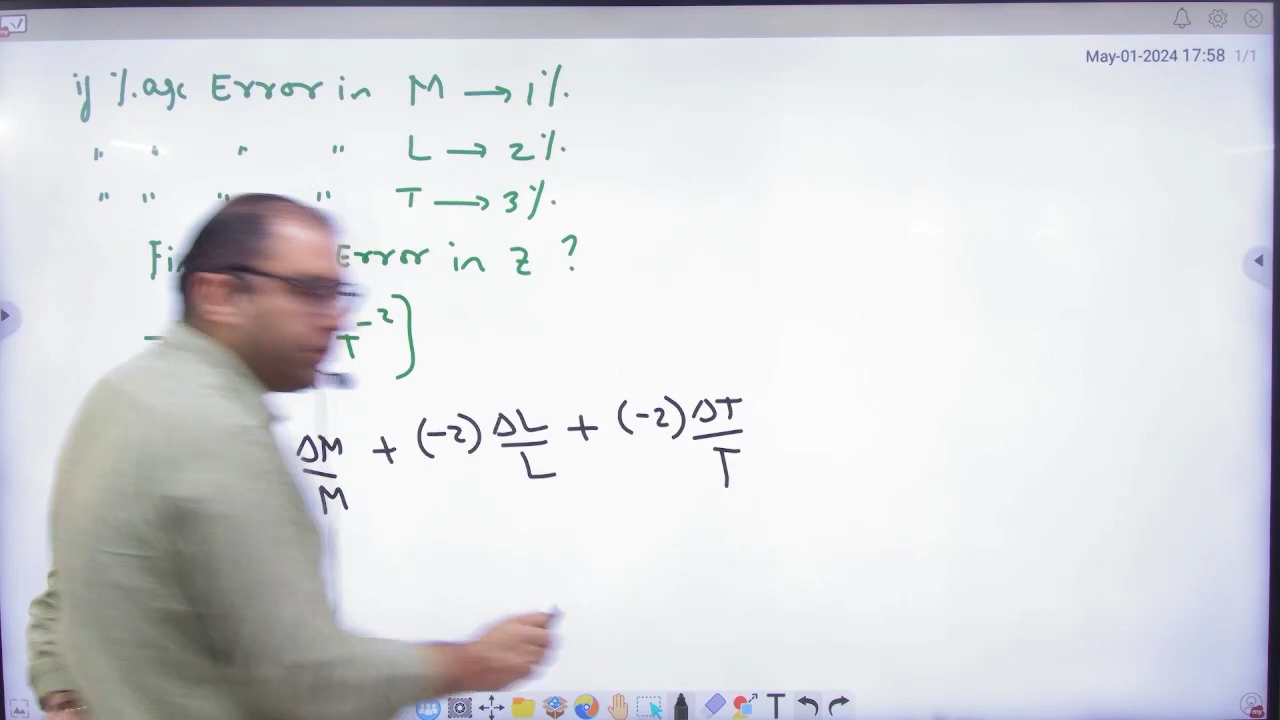 May-01-2024 17:58 1/1
if %age Error in M → 1%.
" " " " L → 2%.
" " " " T → 3%.
Error in Z ?
T⁻²]
ΔM/M + (-2) ΔL/L + (-2) ΔT/T
T